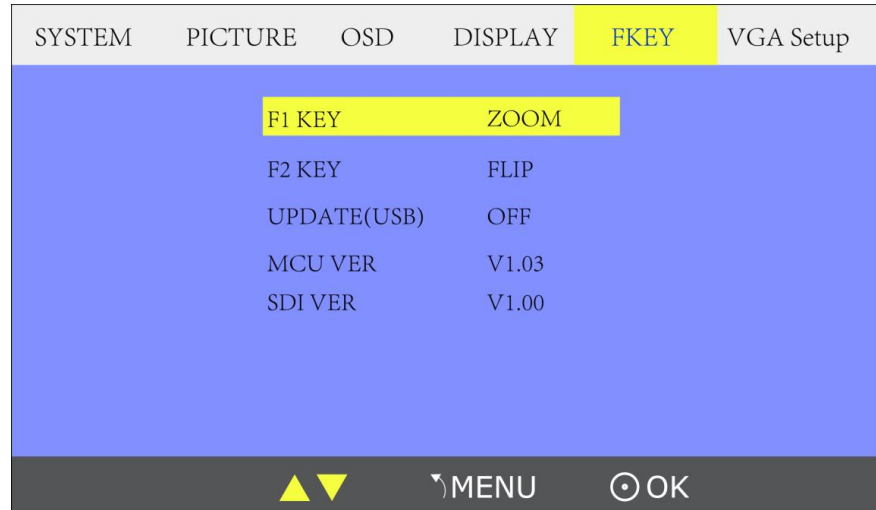 SYSTEM PICTURE OSD DISPLAY FKEY VGA Setup
F1 KEY ZOOM
F2 KEY FLIP
UPDATE(USB) OFF
MCU VER V1.03
SDI VER V1.00
MENU OK